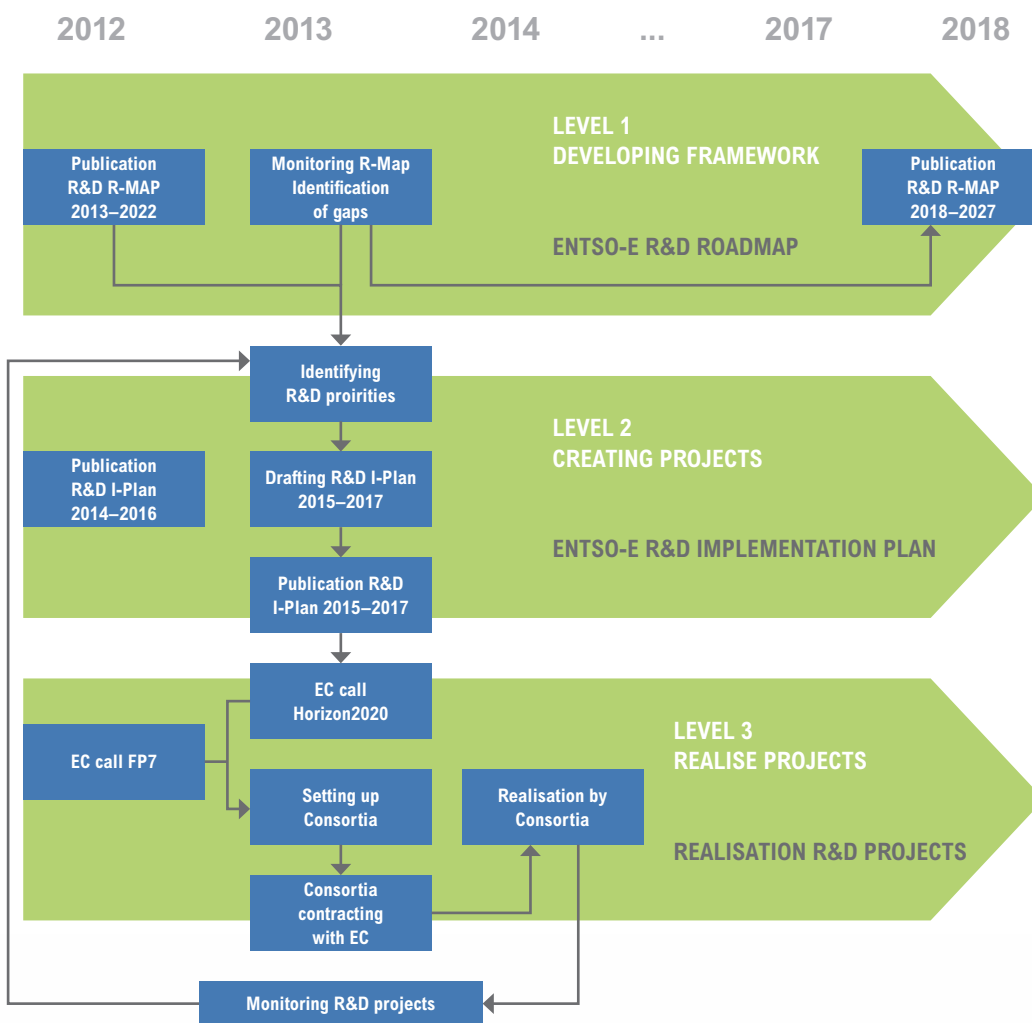 2012 2013 2014 ... 2017 2018
LEVEL 1
DEVELOPING FRAMEWORK
Publication
R&D R-MAP
2013–2022
Monitoring R-Map
Identification
of gaps
Publication
R&D R-MAP
2018–2027
ENTSO-E R&D ROADMAP
Identifying
R&D proirities
LEVEL 2
CREATING PROJECTS
Publication
R&D I-Plan
2014–2016
Drafting R&D I-Plan
2015–2017
ENTSO-E R&D IMPLEMENTATION PLAN
Publication R&D
I-Plan 2015–2017
EC call
Horizon2020
LEVEL 3
REALISE PROJECTS
EC call FP7
Setting up
Consortia
Realisation by
Consortia
REALISATION R&D PROJECTS
Consortia
contracting
with EC
Monitoring R&D projects